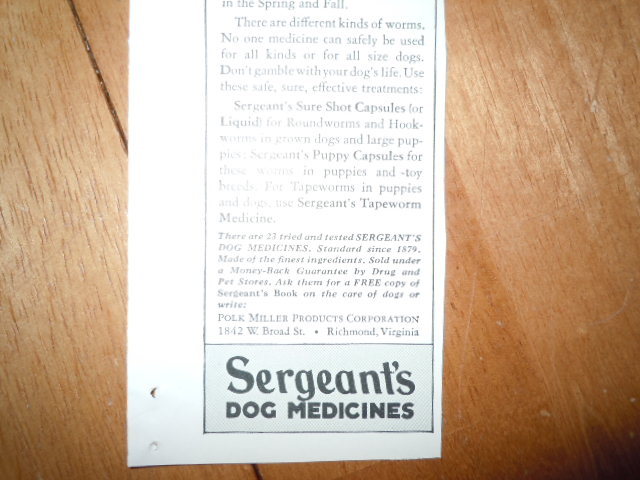 in the Spring and Fall.
There are different kinds of worms.
No one medicine can safely be used
for all kinds or for all size dogs.
Don't gamble with your dog's life. Use
these safe, sure, effective treatments:
Sergeant's Sure Shot Capsules (or
Liquid) for Roundworms and Hook-
worms in grown dogs and large pup-
pies; Sergeant's Puppy Capsules for
these worms in puppies and toy
breeds. For Tapeworms in puppies
and dogs, use Sergeant's Tapeworm
Medicine.
There are 23 tried and tested SERGEANT'S
DOG MEDICINES. Standard since 1879.
Made of the finest ingredients. Sold under
a Money-Back Guarantee by Drug and
Pet Stores. Ask them for a FREE copy of
Sergeant's Book on the care of dogs or
write:
POLK MILLER PRODUCTS CORPORATION
1842 W. Broad St. • Richmond, Virginia
Sergeant's
DOG MEDICINES